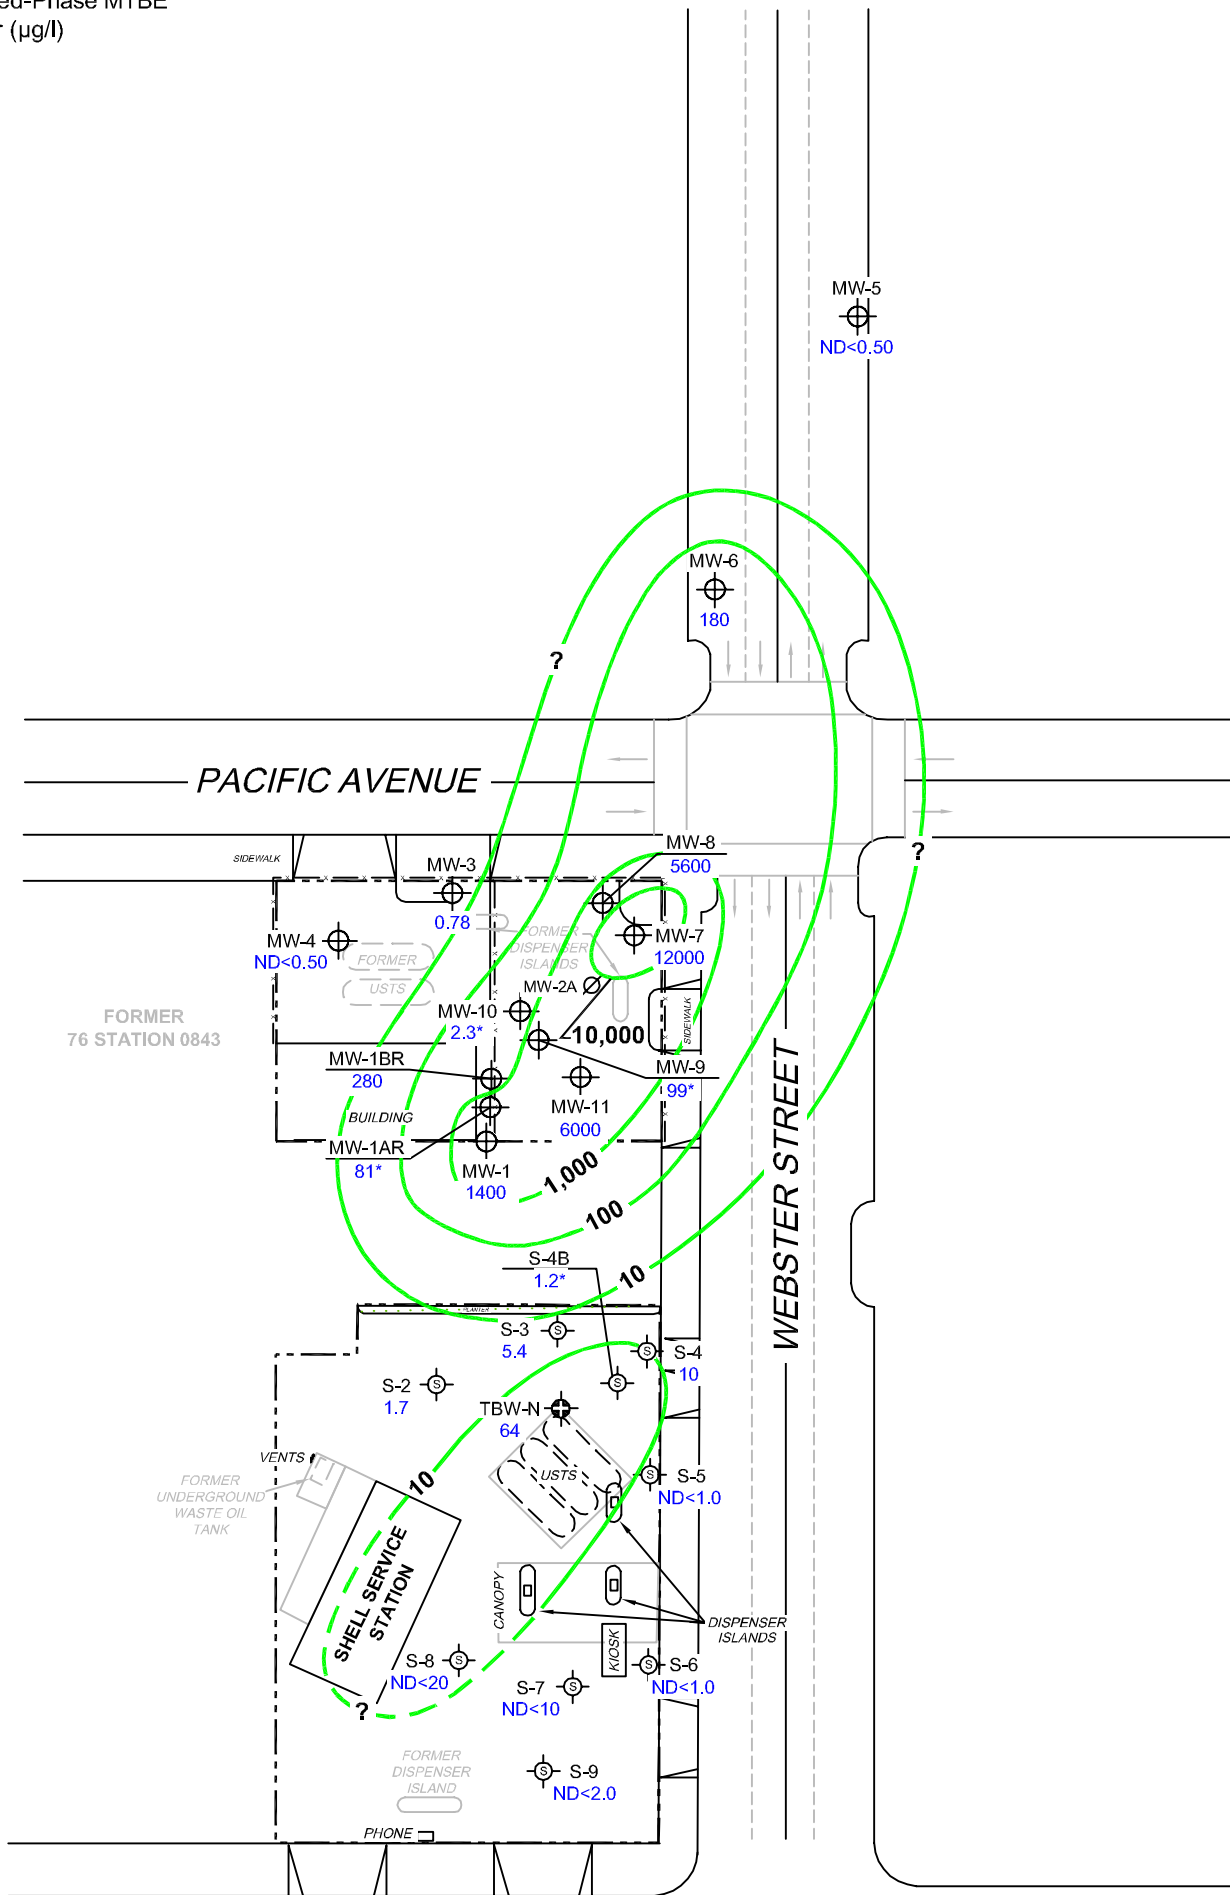 ed-Phase MTBE
r (µg/l)
MW-5
ND<0.50
MW-6
180
?
PACIFIC AVENUE
SIDEWALK
MW-3
0.78
MW-8
5600
?
MW-4
ND<0.50
FORMER
USTS
FORMER
DISPENSER
ISLANDS
MW-7
12000
MW-2A
MW-10
2.3*
10,000
SIDEWALK
FORMER
76 STATION 0843
MW-1BR
280
MW-9
99*
BUILDING
MW-11
6000
MW-1AR
81*
MW-1
1400
1,000
100
10
WEBSTER STREET
S-4B
1.2*
PLANTER
S-3
5.4
S
S
S-4
10
S-2
1.7
S
S
TBW-N
64
USTS
10
S
S-5
ND<1.0
VENTS
FORMER
UNDERGROUND
WASTE OIL
TANK
SHELL SERVICE
STATION
CANOPY
DISPENSER
ISLANDS
KIOSK
S-8
ND<20
S
S-7
ND<10
S
S
S-6
ND<1.0
?
S
S-9
ND<2.0
FORMER
DISPENSER
ISLAND
PHONE